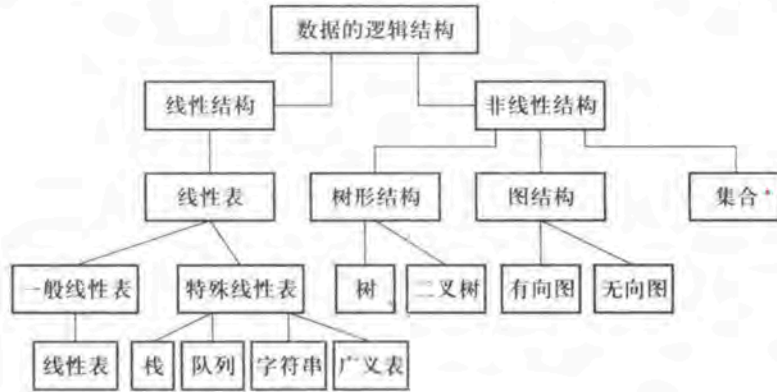 数据的逻辑结构
线性结构
非线性结构
线性表
树形结构
图结构
集合*
一般线性表
特殊线性表
树
二叉树
有向图
无向图
线性表
栈
队列
字符串
广义表